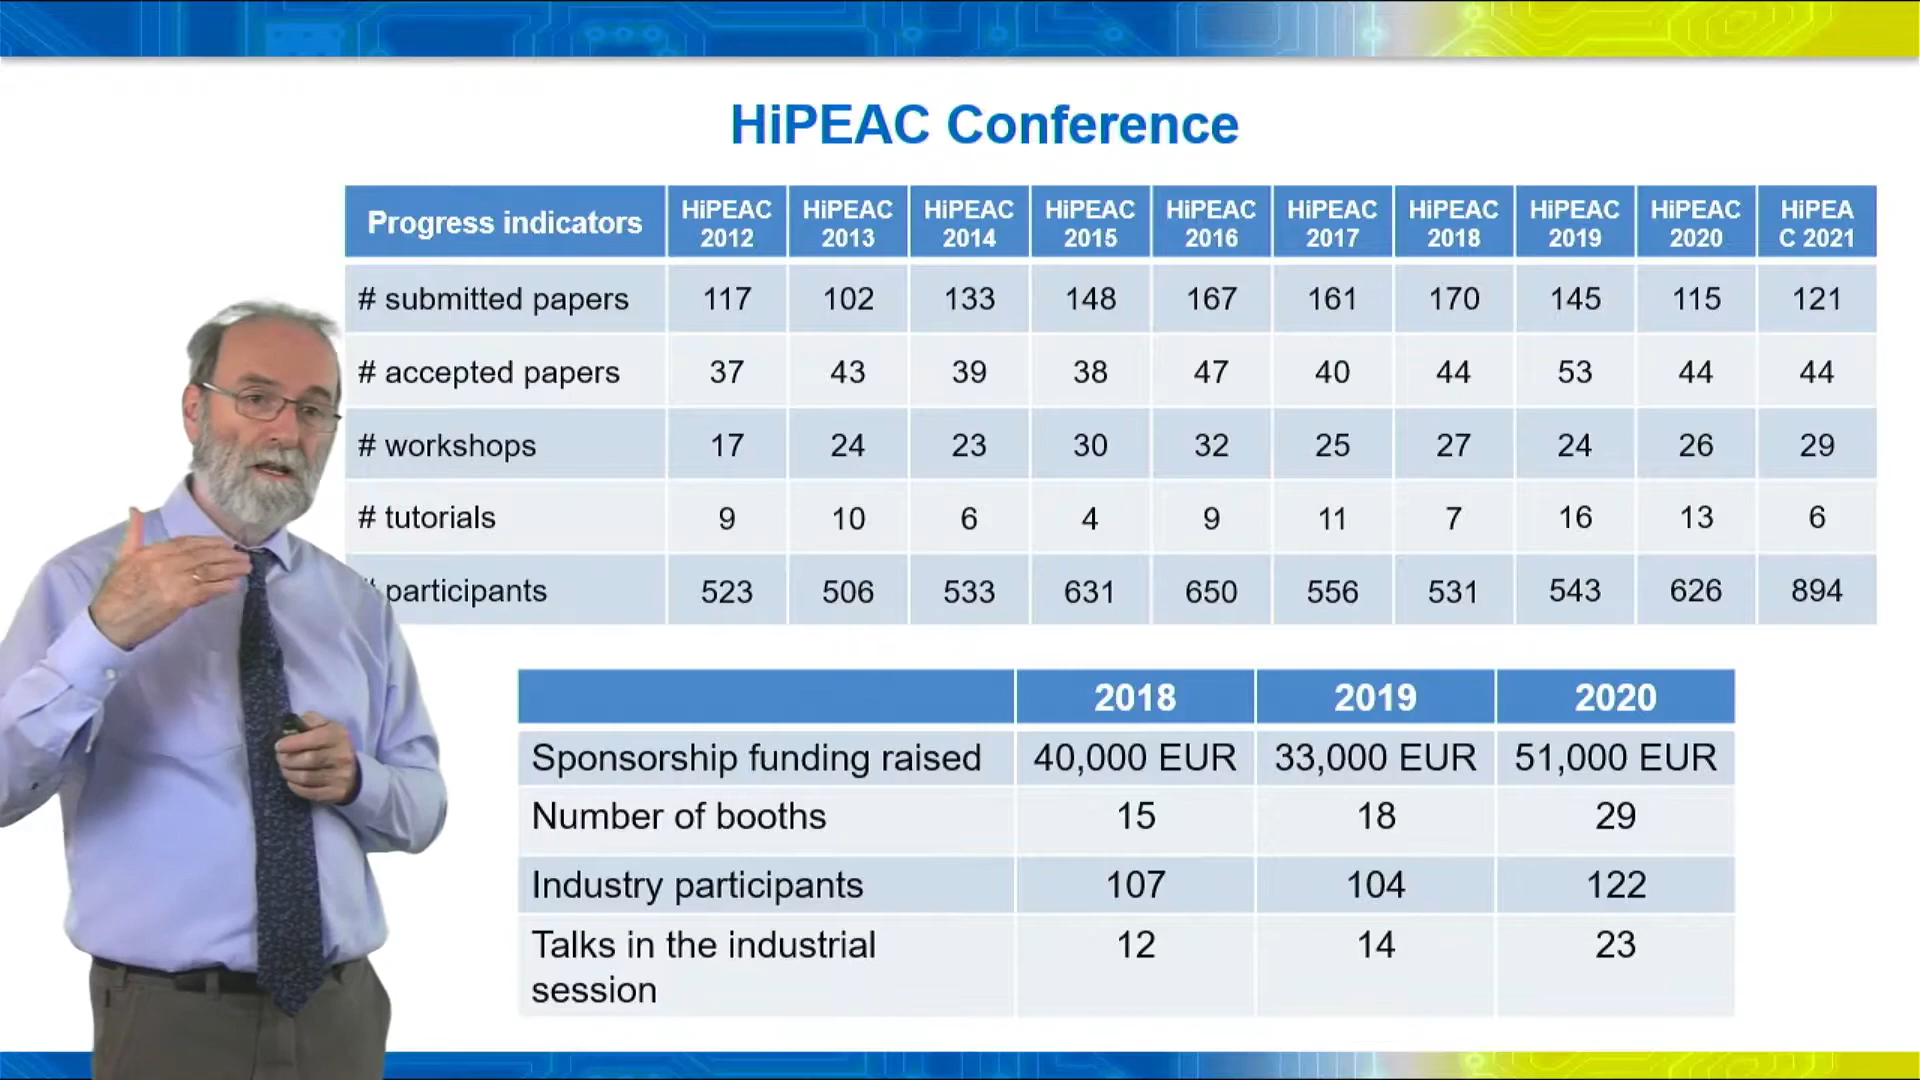 HiPEAC Conference
Progress indicators HiPEAC 2012 HiPEAC 2013 HiPEAC 2014 HiPEAC 2015 HiPEAC 2016 HiPEAC 2017 HiPEAC 2018 HiPEAC 2019 HiPEAC 2020 HiPEA C 2021
# submitted papers 117 102 133 148 167 161 170 145 115 121
# accepted papers 37 43 39 38 47 40 44 53 44 44
# workshops 17 24 23 30 32 25 27 24 26 29
# tutorials 9 10 6 4 9 11 7 16 13 6
participants 523 506 533 631 650 556 531 543 626 894
2018 2019 2020
Sponsorship funding raised 40,000 EUR 33,000 EUR 51,000 EUR
Number of booths 15 18 29
Industry participants 107 104 122
Talks in the industrial 12 14 23
session